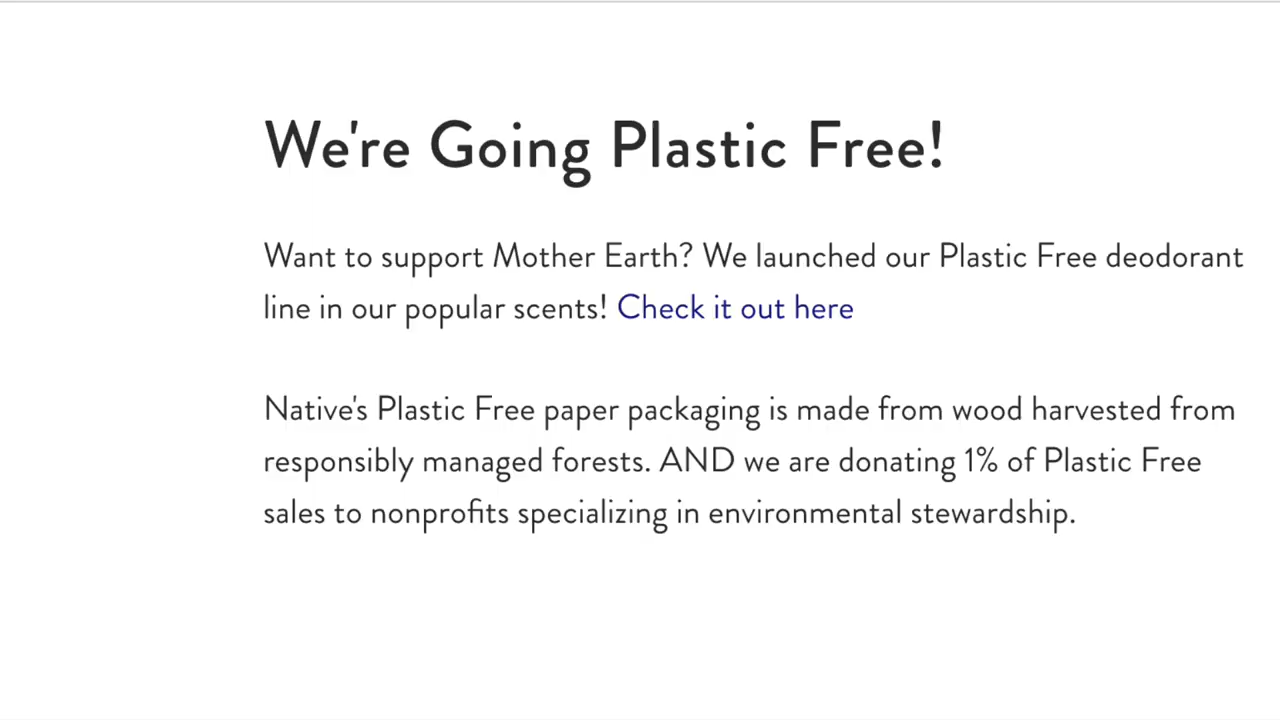 We're Going Plastic Free!
Want to support Mother Earth? We launched our Plastic Free deodorant
line in our popular scents! Check it out here
Native's Plastic Free paper packaging is made from wood harvested from
responsibly managed forests. AND we are donating 1% of Plastic Free
sales to nonprofits specializing in environmental stewardship.